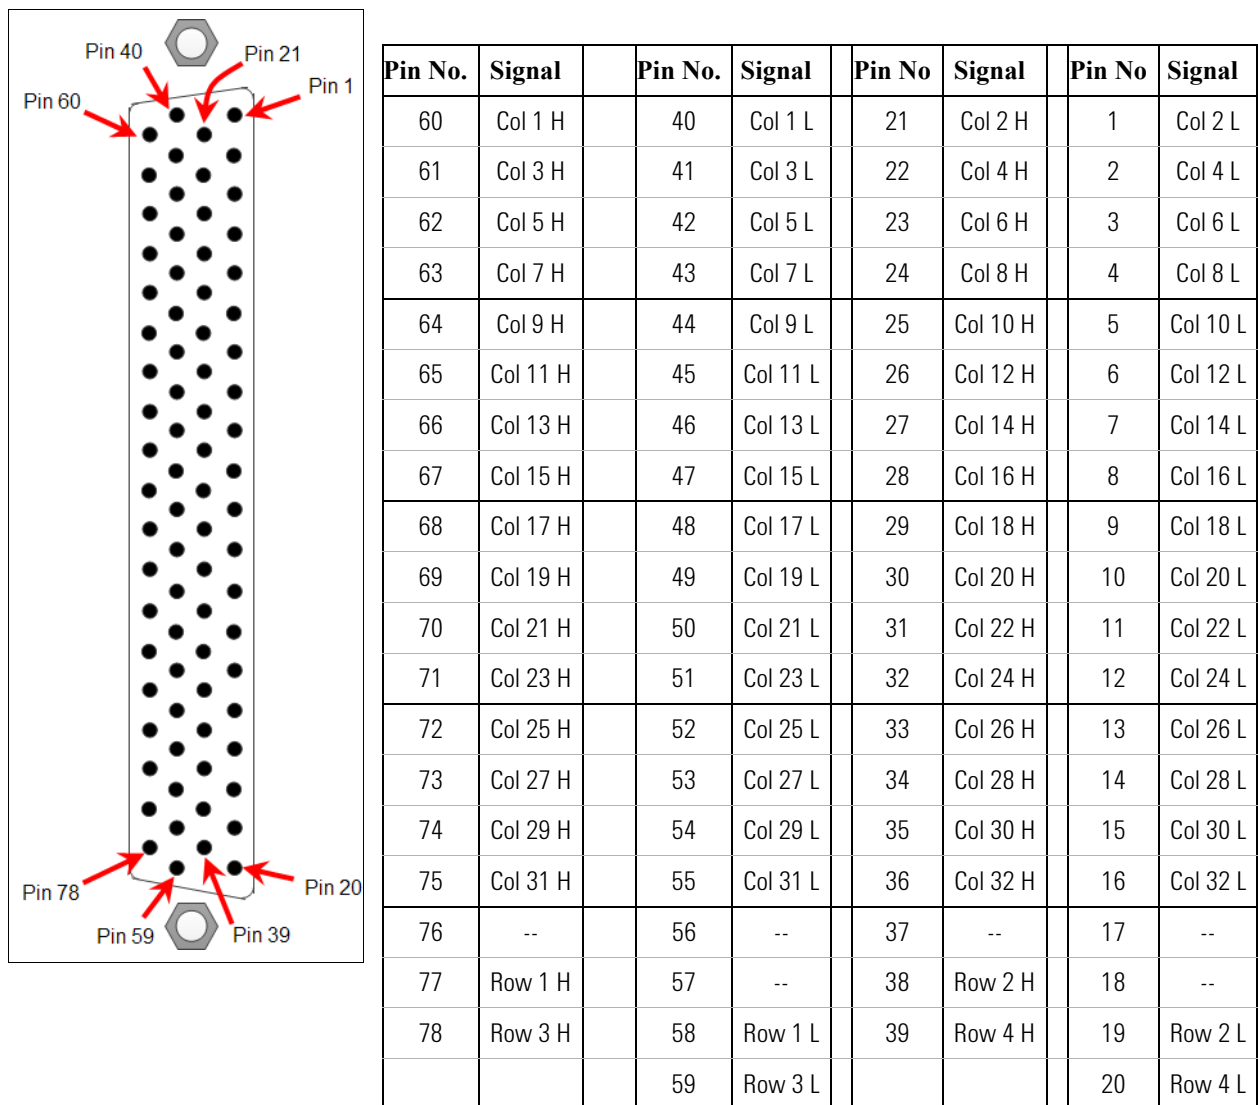 Pin 40
Pin 21
Pin 1
Pin 60
Pin 78
Pin 20
Pin 59
Pin 39
Pin No. Signal Pin No. Signal Pin No Signal Pin No Signal
60 Col 1 H 40 Col 1 L 21 Col 2 H 1 Col 2 L
61 Col 3 H 41 Col 3 L 22 Col 4 H 2 Col 4 L
62 Col 5 H 42 Col 5 L 23 Col 6 H 3 Col 6 L
63 Col 7 H 43 Col 7 L 24 Col 8 H 4 Col 8 L
64 Col 9 H 44 Col 9 L 25 Col 10 H 5 Col 10 L
65 Col 11 H 45 Col 11 L 26 Col 12 H 6 Col 12 L
66 Col 13 H 46 Col 13 L 27 Col 14 H 7 Col 14 L
67 Col 15 H 47 Col 15 L 28 Col 16 H 8 Col 16 L
68 Col 17 H 48 Col 17 L 29 Col 18 H 9 Col 18 L
69 Col 19 H 49 Col 19 L 30 Col 20 H 10 Col 20 L
70 Col 21 H 50 Col 21 L 31 Col 22 H 11 Col 22 L
71 Col 23 H 51 Col 23 L 32 Col 24 H 12 Col 24 L
72 Col 25 H 52 Col 25 L 33 Col 26 H 13 Col 26 L
73 Col 27 H 53 Col 27 L 34 Col 28 H 14 Col 28 L
74 Col 29 H 54 Col 29 L 35 Col 30 H 15 Col 30 L
75 Col 31 H 55 Col 31 L 36 Col 32 H 16 Col 32 L
76 -- 56 -- 37 -- 17 --
77 Row 1 H 57 -- 38 Row 2 H 18 --
78 Row 3 H 58 Row 1 L 39 Row 4 H 19 Row 2 L
59 Row 3 L 20 Row 4 L